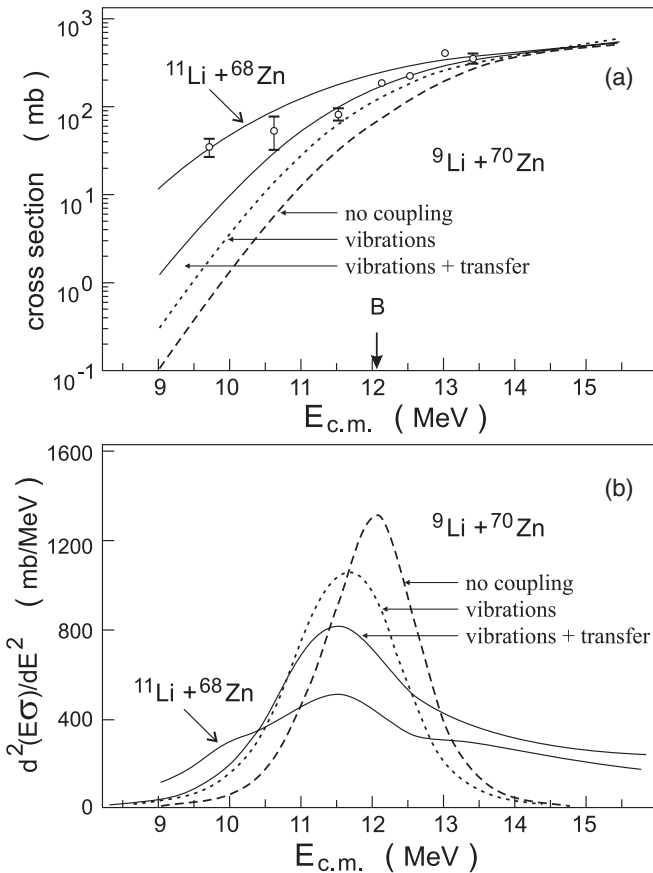 (a)
¹¹Li + ⁶⁸Zn
⁹Li + ⁷⁰Zn
no coupling
vibrations
vibrations + transfer
B
cross section ( mb )
10³
10²
10¹
10⁰
10⁻¹
9 10 11 12 13 14 15
E c.m. ( MeV )
(b)
⁹Li + ⁷⁰Zn
no coupling
vibrations
vibrations + transfer
¹¹Li + ⁶⁸Zn
d²(Eσ)/dE² ( mb/MeV )
1600
1200
800
400
0
9 10 11 12 13 14 15
E c.m. ( MeV )